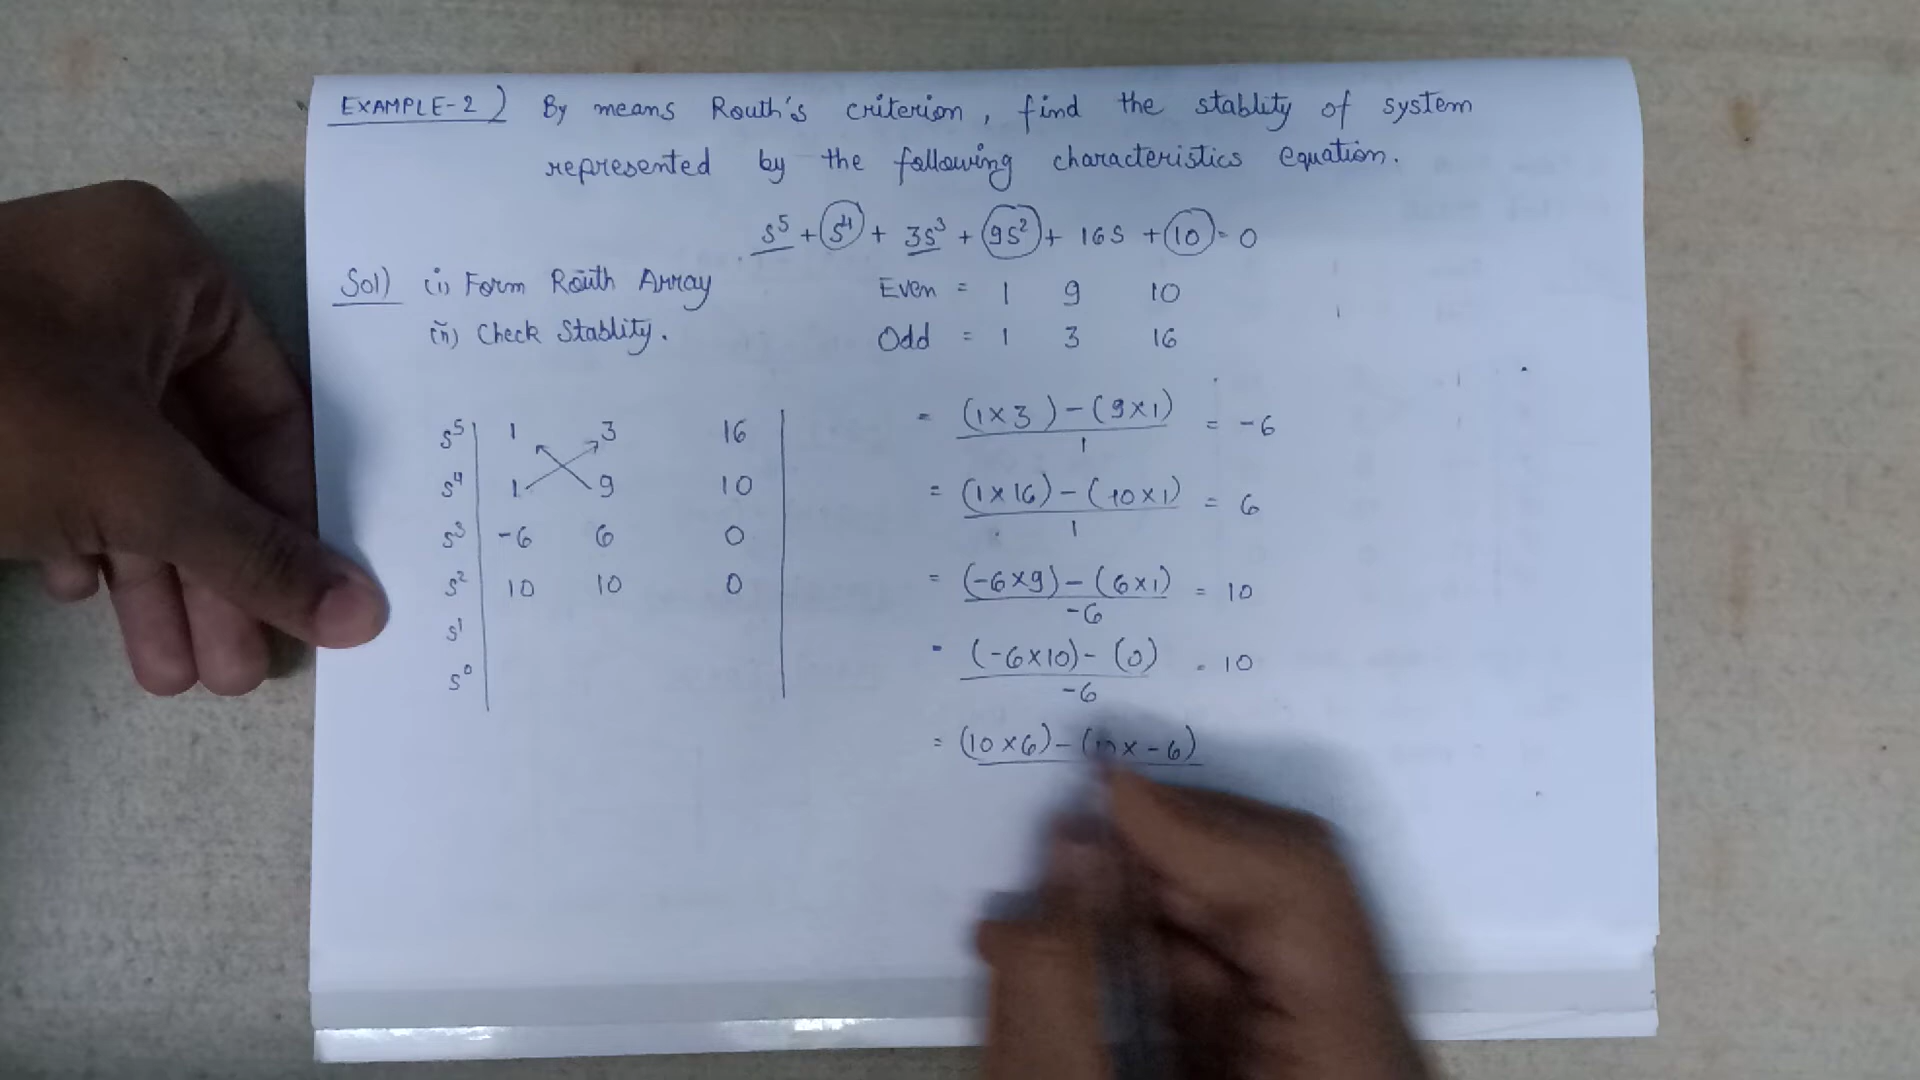 EXAMPLE-2) By means Routh's criterion, find the stablity of system
represented by the following characteristics equation.
s⁵ + s⁴ + 3s³ + 9s² + 16s + 10 = 0
Sol) (i) Form Routh Array
(ii) Check Stablity.
Even = 1 9 10
Odd = 1 3 16
s⁵ 1 3 16
s⁴ 1 9 10
s³ -6 6 0
s² 10 10 0
s¹
s⁰
= (1×3) - (9×1) / 1 = -6
= (1×16) - (10×1) / 1 = 6
= (-6×9) - (6×1) / -6 = 10
= (-6×10) - (0) / -6 = 10
= (10×6) - (10×-6)